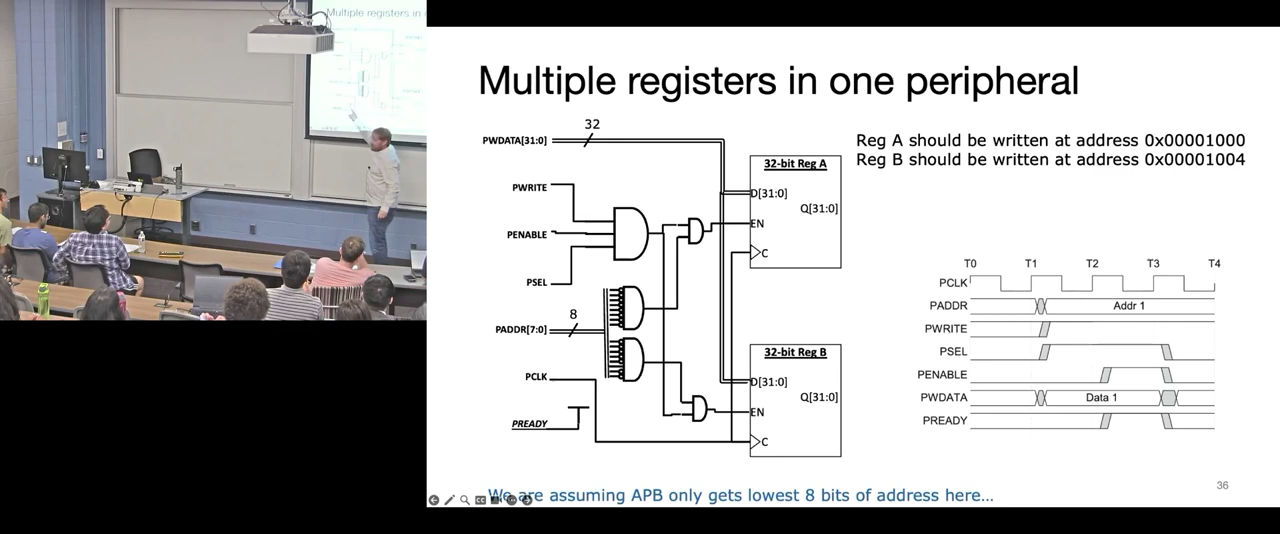 Multiple registers in
Multiple registers in one peripheral
32
PWDATA[31:0]
PWRITE
PENABLE
PSEL
8
PADDR[7:0]
PCLK
PREADY
32-bit Reg A
D[31:0]
Q[31:0]
EN
C
32-bit Reg B
D[31:0]
Q[31:0]
EN
C
Reg A should be written at address 0x00001000
Reg B should be written at address 0x00001004
T0 T1 T2 T3 T4
PCLK
PADDR Addr 1
PWRITE
PSEL
PENABLE
PWDATA Data 1
PREADY
We are assuming APB only gets lowest 8 bits of address here...
36